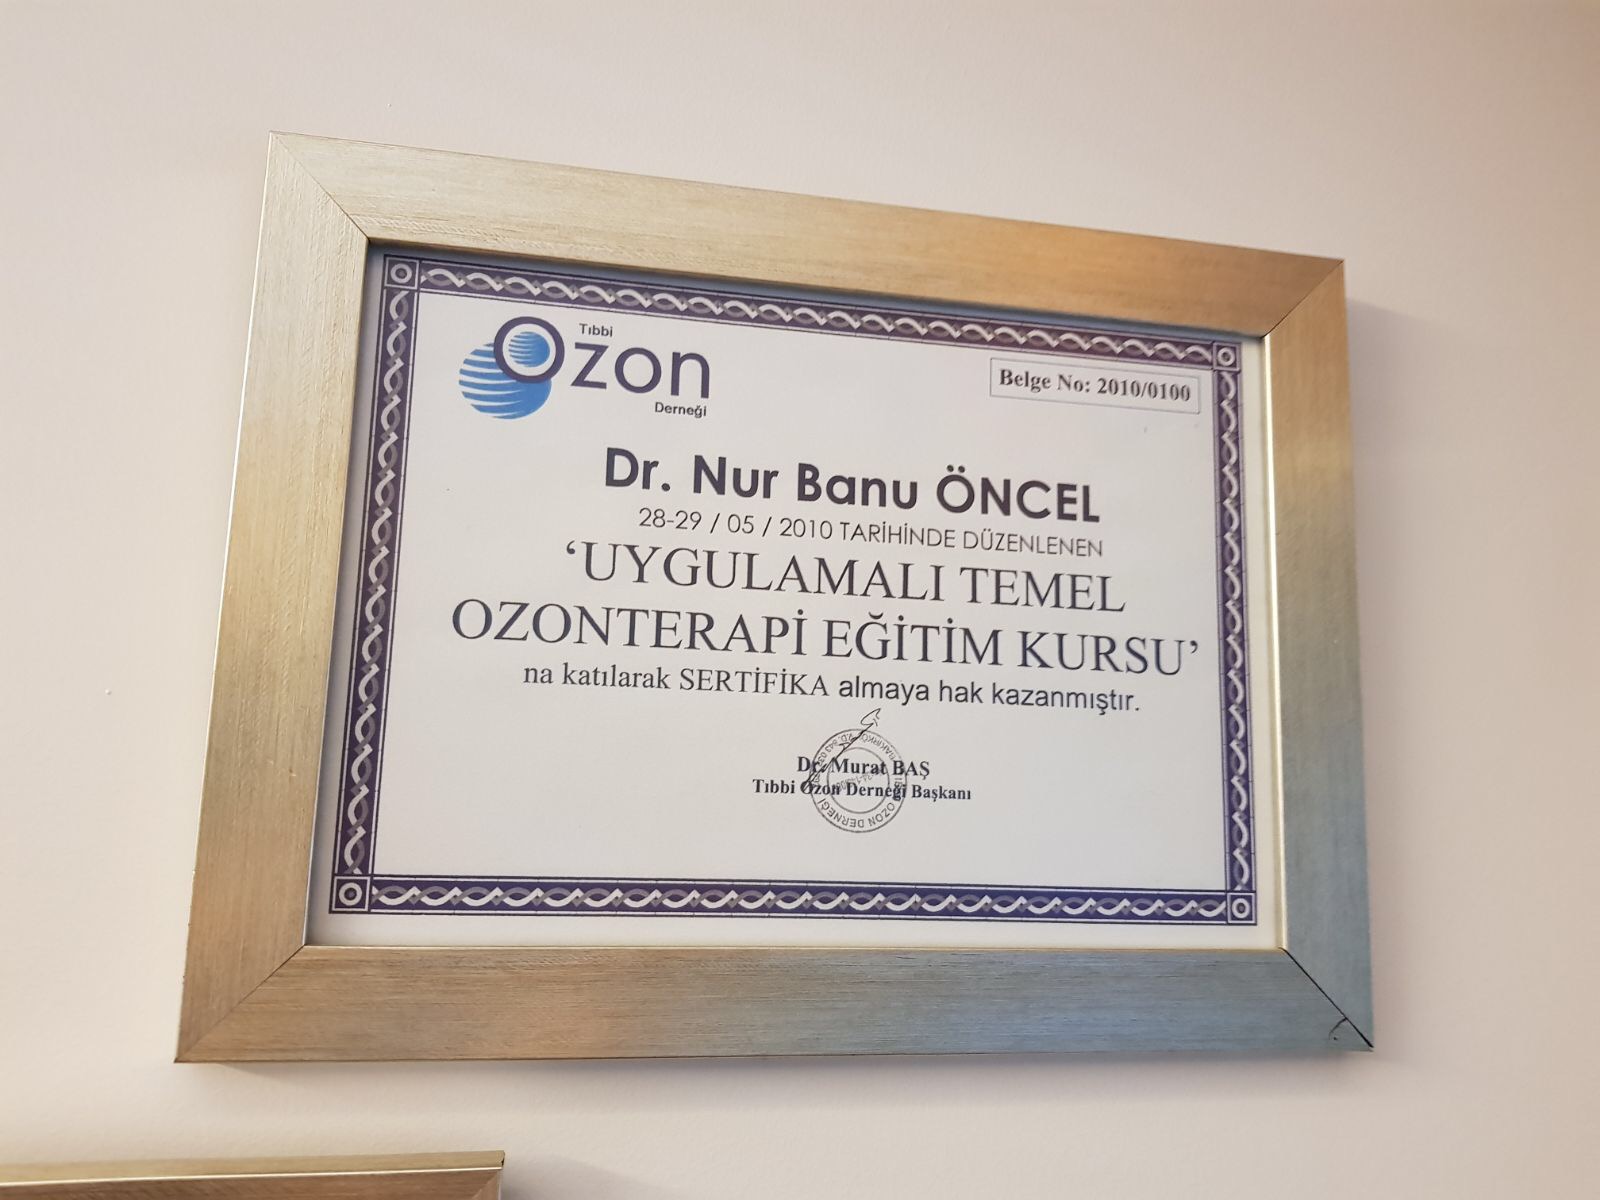 Tıbbi
Ozon
Derneği
Belge No: 2010/0100
Dr. Nur Banu ÖNCEL
28-29 / 05 / 2010 TARİHİNDE DÜZENLENEN
‘UYGULAMALI TEMEL
OZONTERAPİ EĞİTİM KURSU’
na katılarak SERTİFİKA almaya hak kazanmıştır.
Dr. Murat BAŞ
Tıbbi Ozon Derneği Başkanı
OZON DERNEĞİ